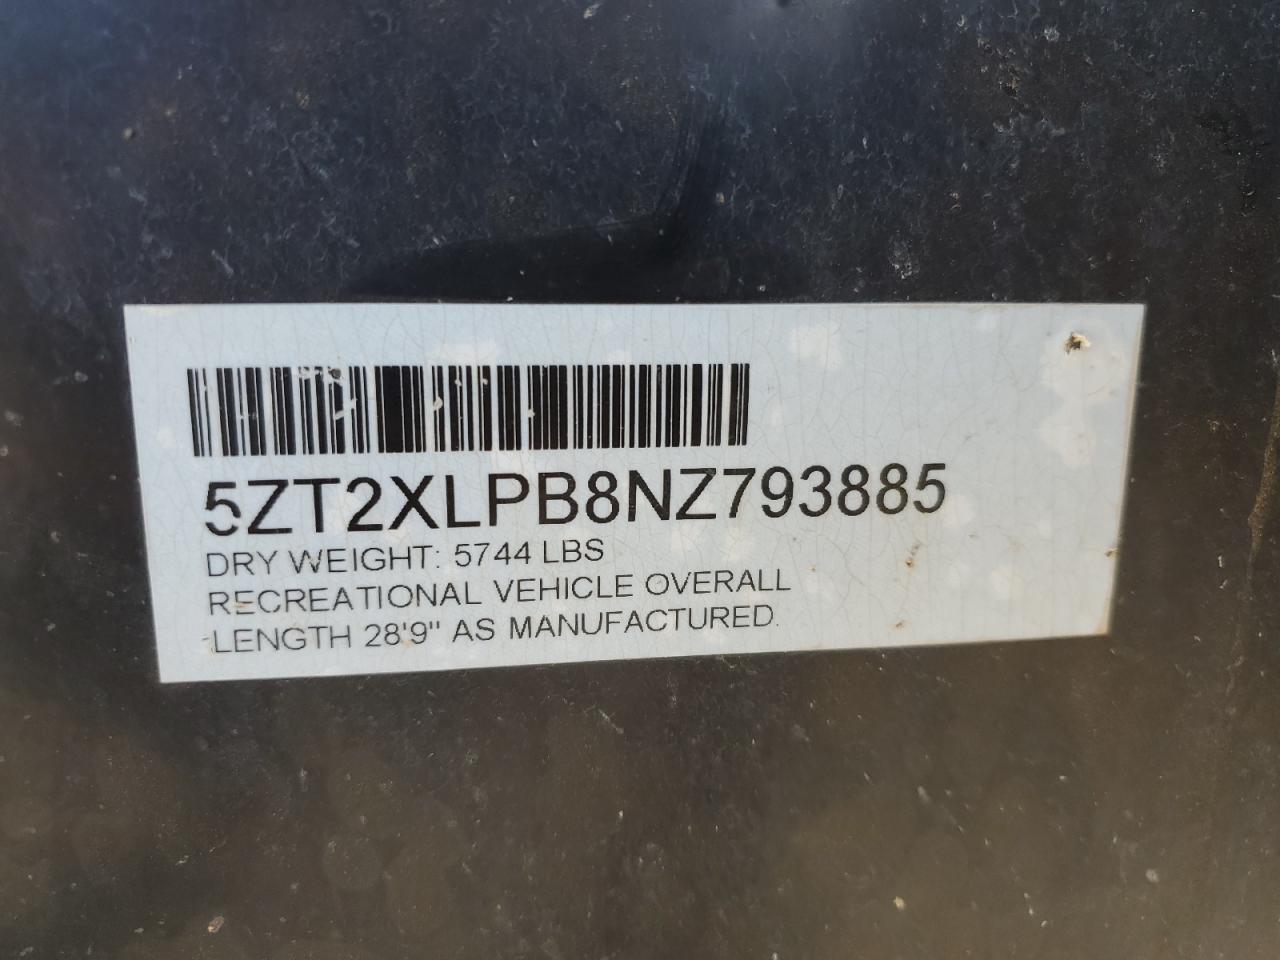 5ZT2XLPB8NZ793885
DRY WEIGHT: 5744 LBS
RECREATIONAL VEHICLE OVERALL
LENGTH 28'9" AS MANUFACTURED.